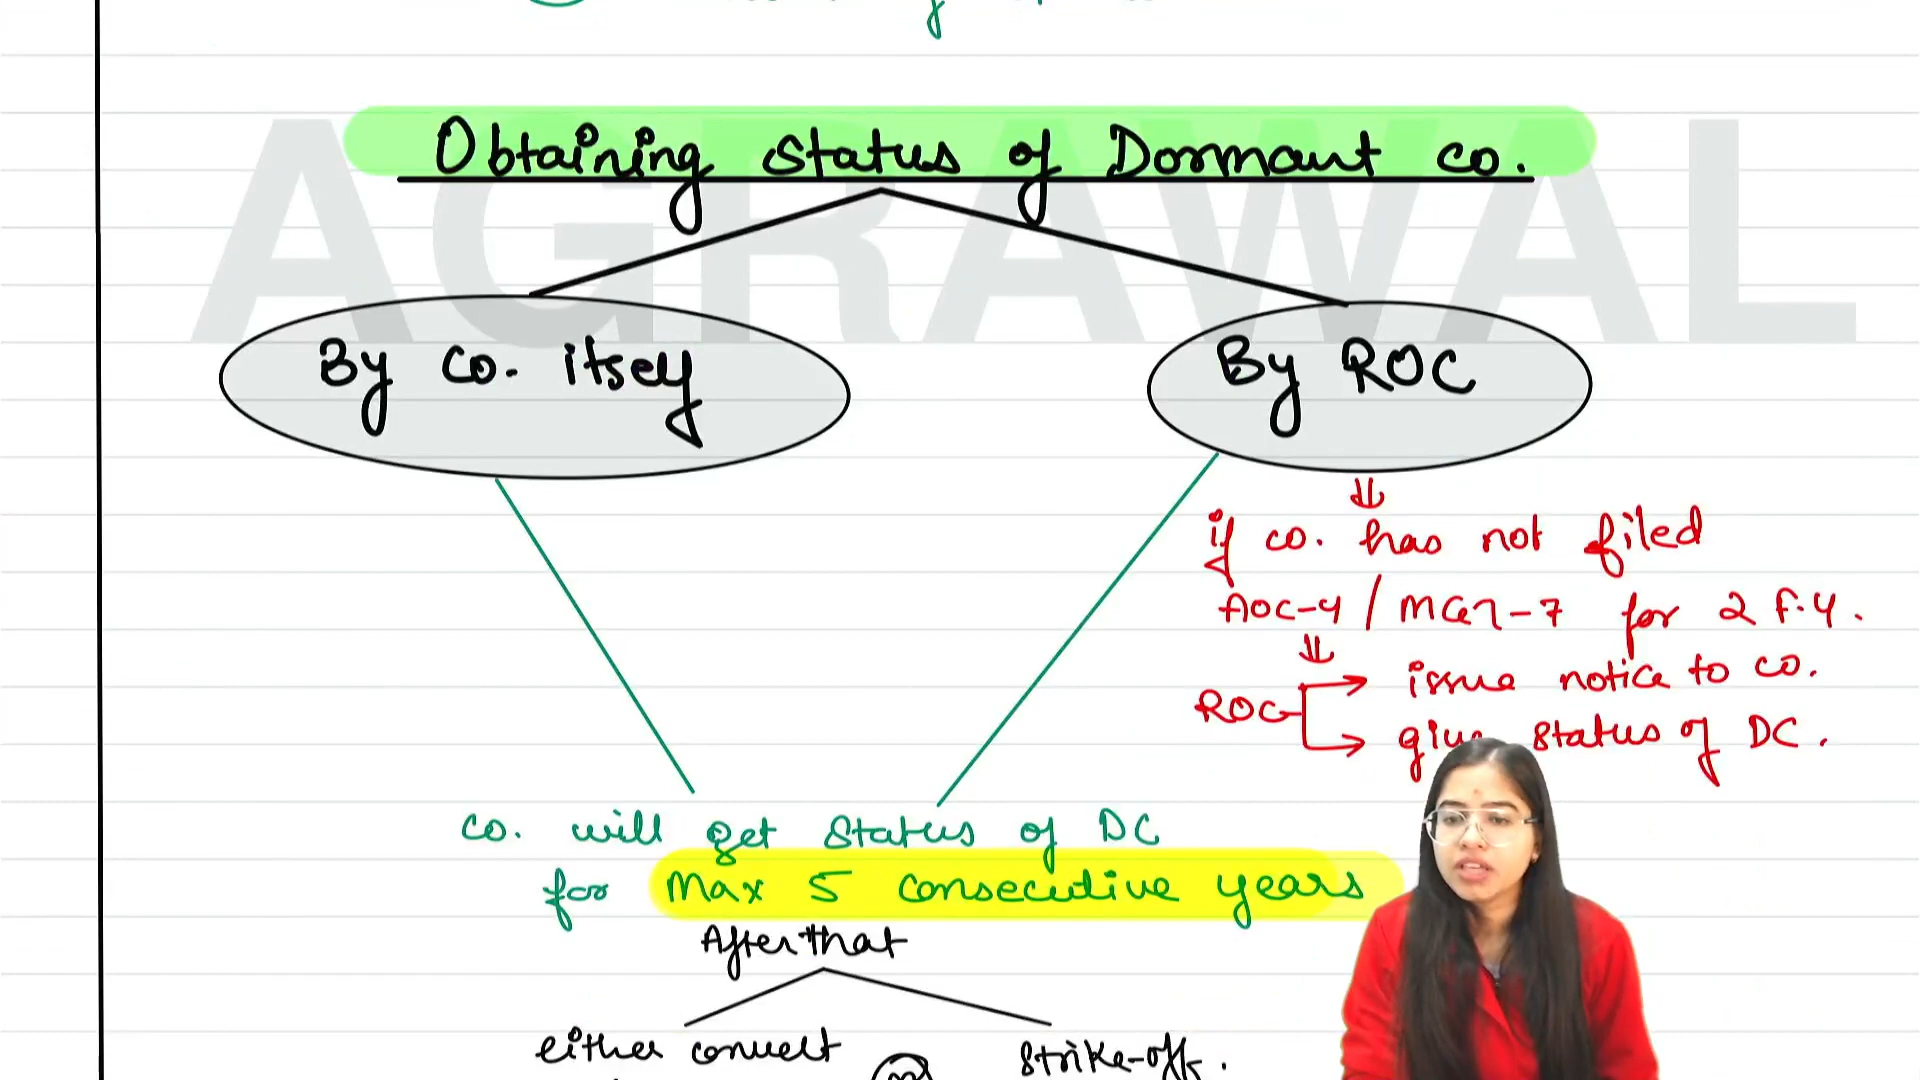 AGRAWAL
Obtaining status of Dormant co.
By co. itself
By ROC
if co. has not filed
AOC-4 / MGT-7 for 2 F.Y.
ROC
issue notice to co.
give status of DC.
co. will get status of DC
for Max 5 consecutive years
After that
either convert
strike-off.